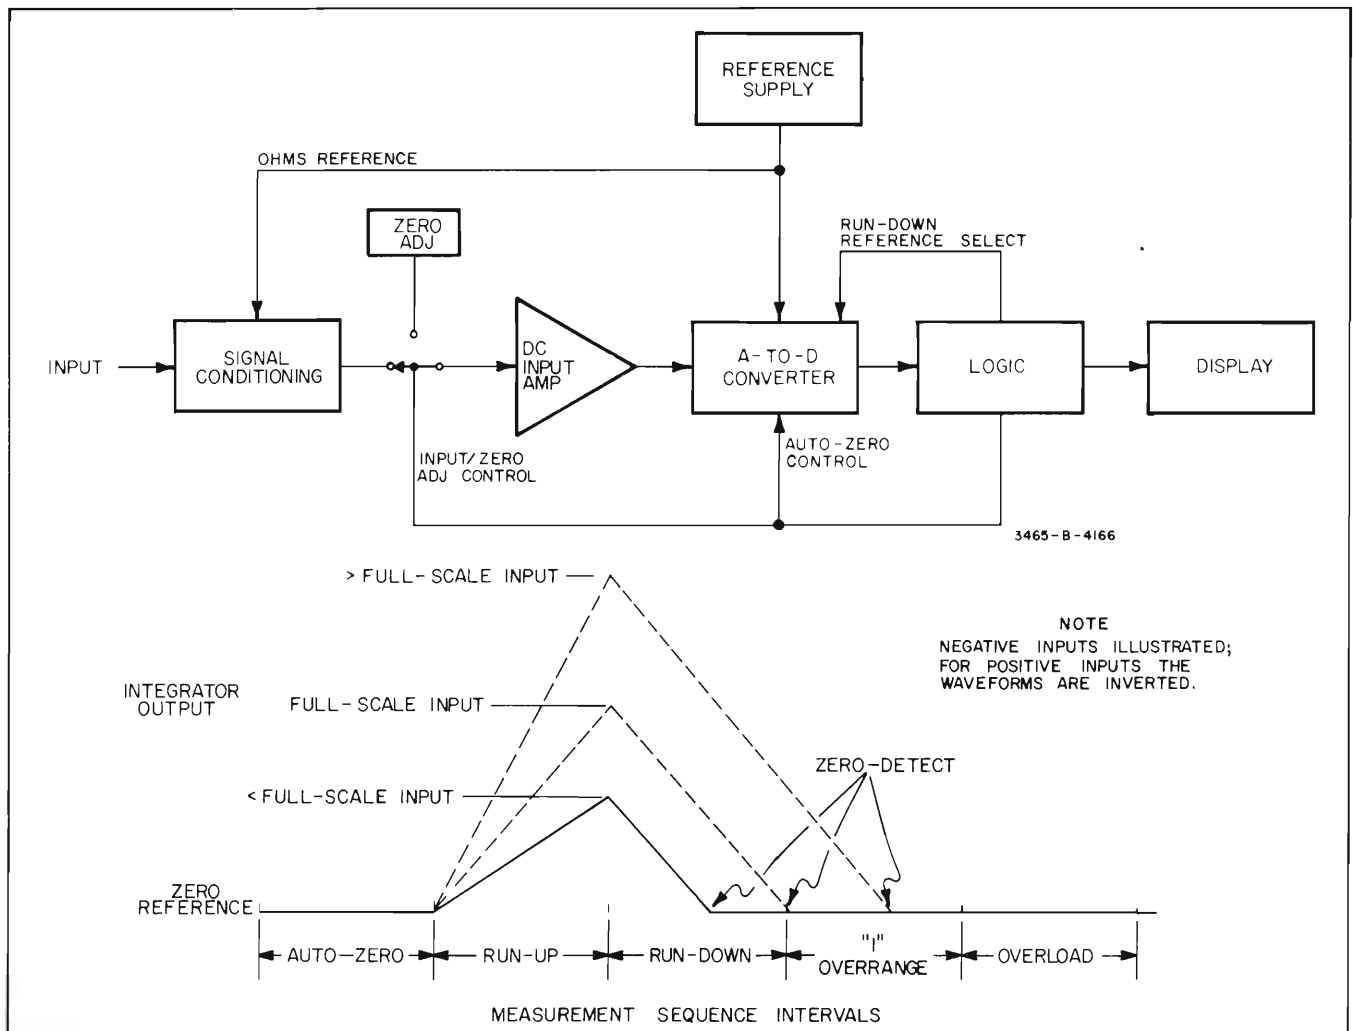 REFERENCE
SUPPLY
OHMS REFERENCE
ZERO
ADJ
RUN-DOWN
REFERENCE SELECT
INPUT
SIGNAL
CONDITIONING
DC
INPUT
AMP
A-TO-D
CONVERTER
LOGIC
DISPLAY
INPUT/ZERO
ADJ CONTROL
AUTO-ZERO
CONTROL
3465-B-4166
> FULL-SCALE INPUT
NOTE
NEGATIVE INPUTS ILLUSTRATED;
FOR POSITIVE INPUTS THE
WAVEFORMS ARE INVERTED.
INTEGRATOR
OUTPUT
FULL-SCALE INPUT
ZERO-DETECT
< FULL-SCALE INPUT
ZERO
REFERENCE
AUTO-ZERO
RUN-UP
RUN-DOWN
"1"
OVERRANGE
OVERLOAD
MEASUREMENT SEQUENCE INTERVALS